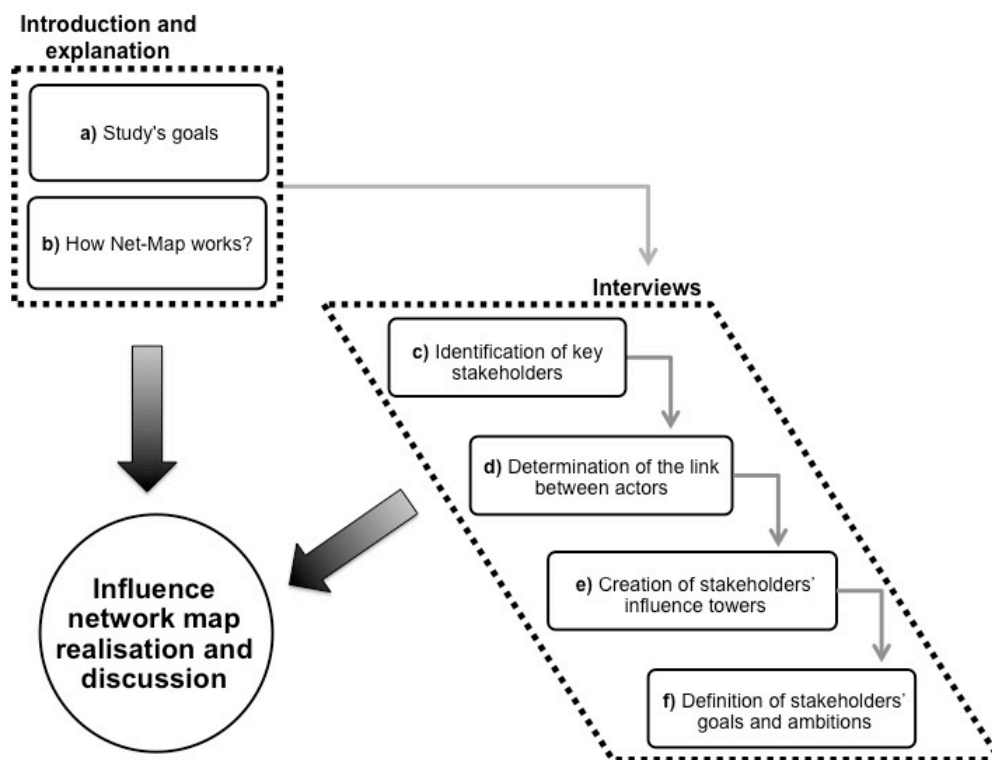 Introduction and
explanation
a) Study's goals
b) How Net-Map works?
Interviews
c) Identification of key
stakeholders
d) Determination of the link
between actors
e) Creation of stakeholders’
influence towers
f) Definition of stakeholders’
goals and ambitions
Influence
network map
realisation and
discussion